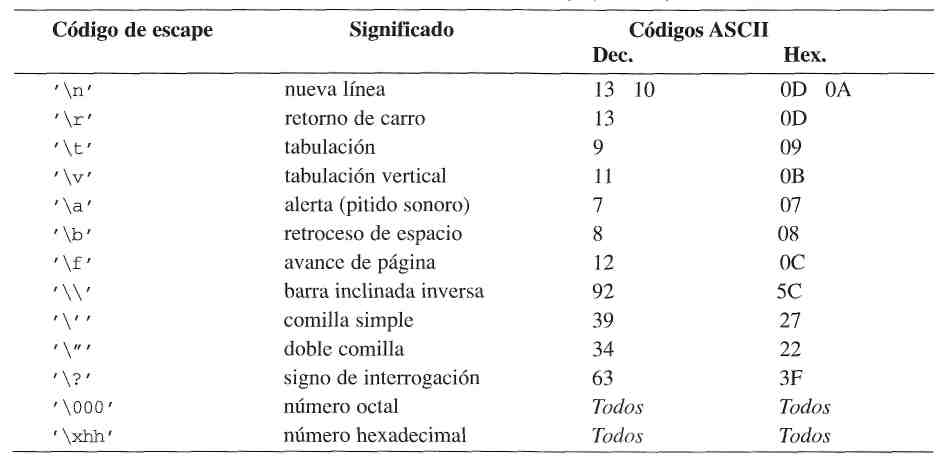 Código de escape Significado Códigos ASCII
Dec. Hex.
'\n' nueva línea 13 10 0D 0A
'\r' retorno de carro 13 0D
'\t' tabulación 9 09
'\v' tabulación vertical 11 0B
'\a' alerta (pitido sonoro) 7 07
'\b' retroceso de espacio 8 08
'\f' avance de página 12 0C
'\\' barra inclinada inversa 92 5C
'\'' comilla simple 39 27
'\"' doble comilla 34 22
'\?' signo de interrogación 63 3F
'\000' número octal Todos Todos
'\xhh' número hexadecimal Todos Todos